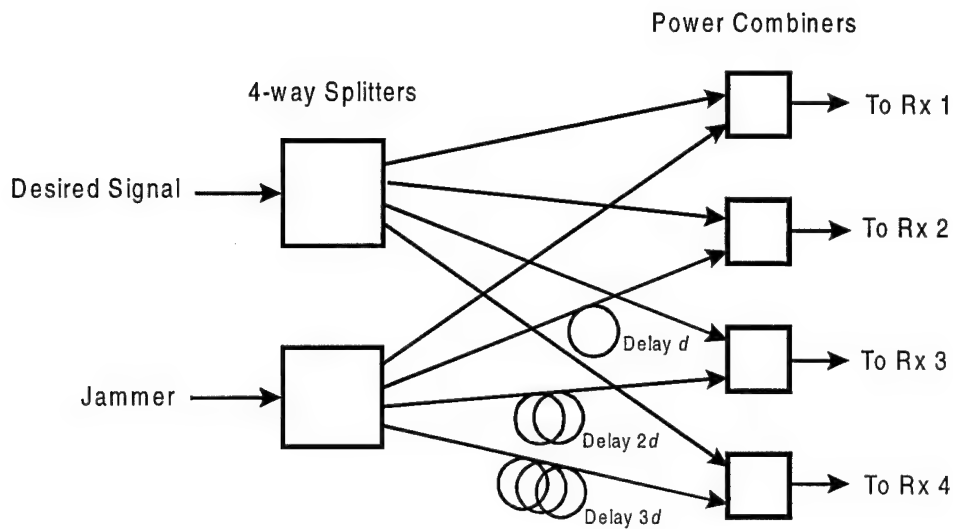 Power Combiners
4-way Splitters
To Rx 1
Desired Signal
To Rx 2
Delay d
To Rx 3
Jammer
Delay 2d
To Rx 4
Delay 3d